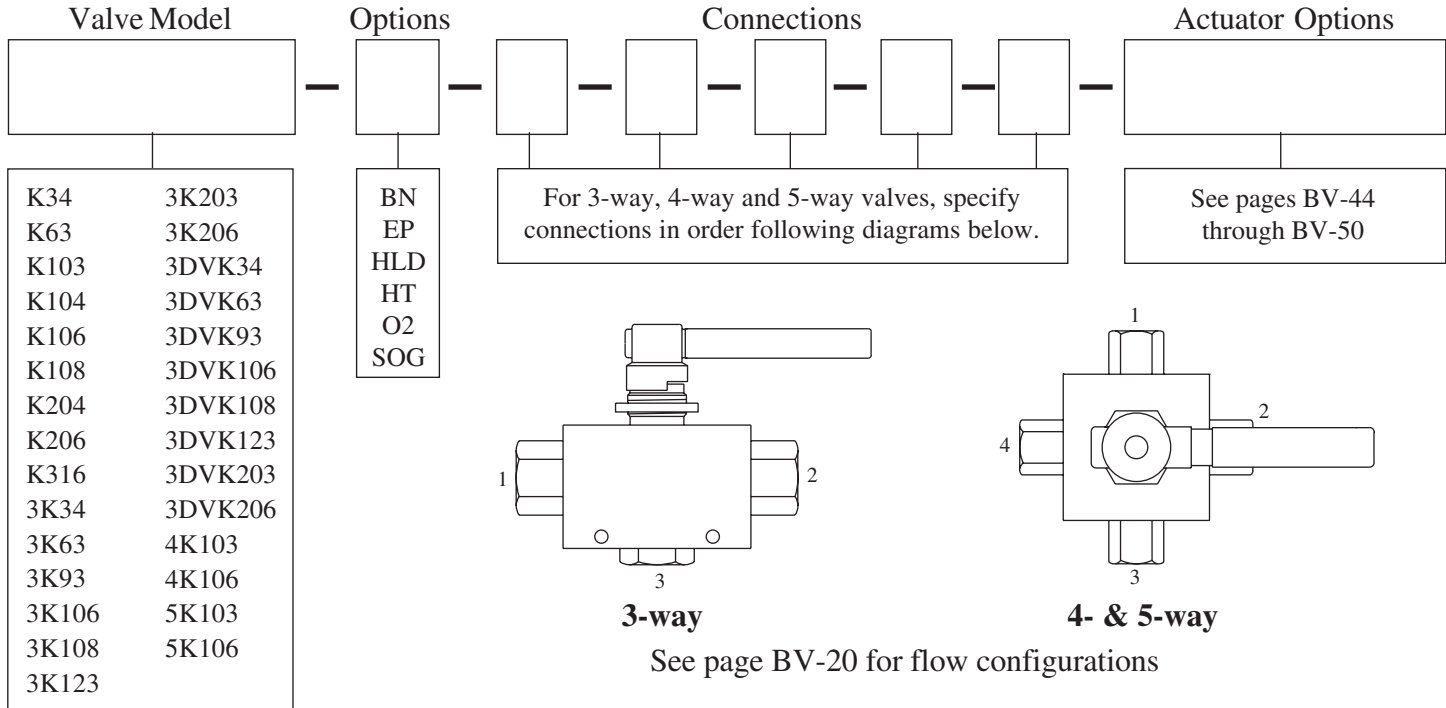 Valve Model
Options
Connections
Actuator Options
K34 3K203
K63 3K206
K103 3DVK34
K104 3DVK63
K106 3DVK93
K108 3DVK106
K204 3DVK108
K206 3DVK123
K316 3DVK203
3K34 3DVK206
3K63 4K103
3K93 4K106
3K106 5K103
3K108 5K106
3K123
BN
EP
HLD
HT
O2
SOG
For 3-way, 4-way and 5-way valves, specify
connections in order following diagrams below.
See pages BV-44
through BV-50
1
2
3
3-way
1
2
4
3
4- & 5-way
See page BV-20 for flow configurations